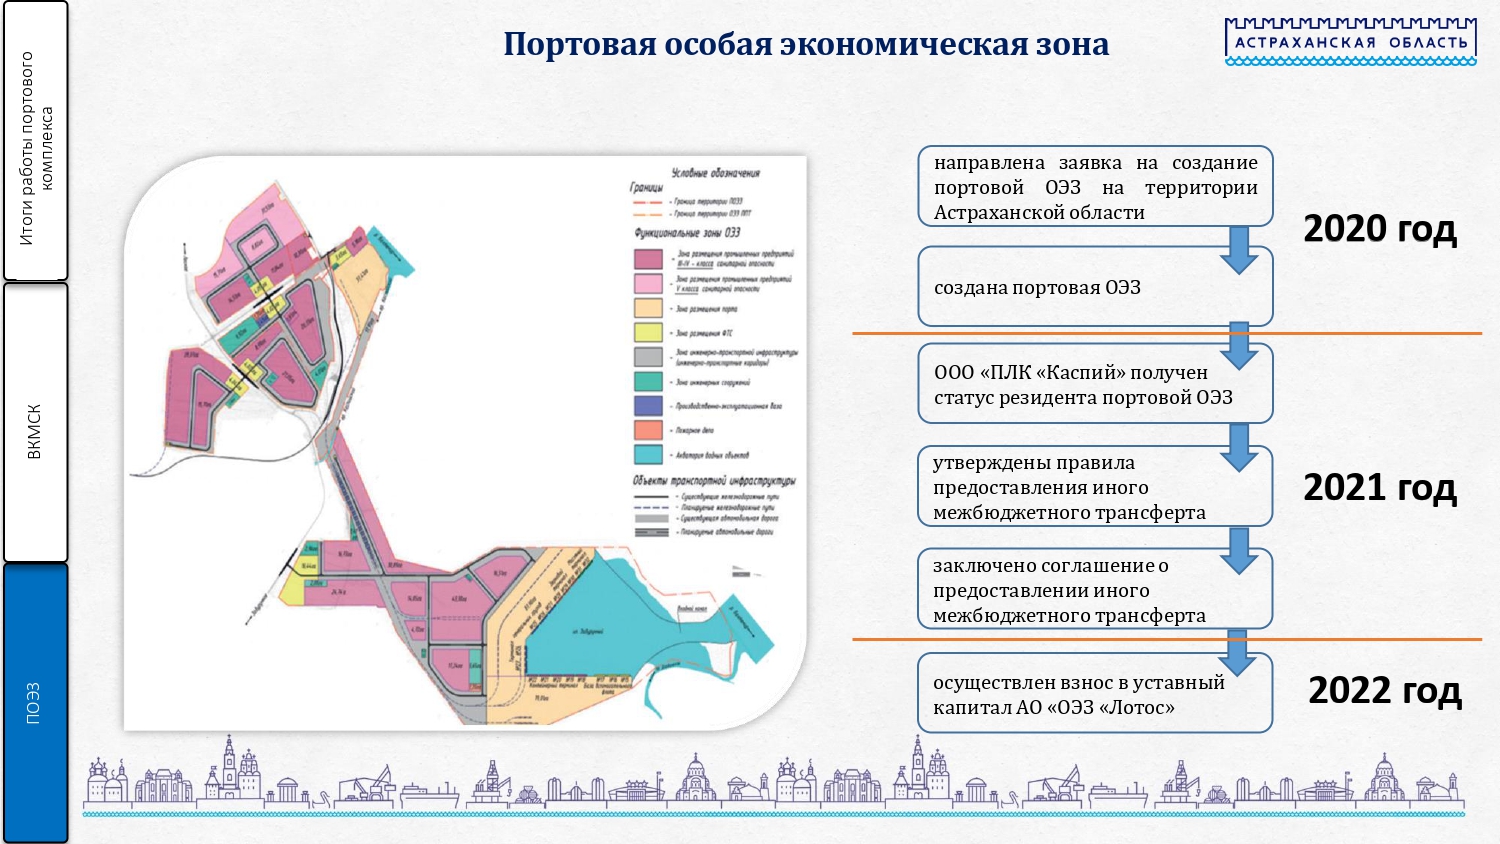 Портовая особая экономическая зона
АСТРАХАНСКАЯ ОБЛАСТЬ
Итоги работы портового
комплекса
ВКМСК
ПОЭЗ
Условные обозначения
Границы
- Граница территории ПОЭЗ
- Граница территории ОЭЗ ППТ
Функциональные зоны ОЭЗ
- Зона размещения промышленных предприятий
III-IV - класса санитарной опасности
- Зона размещения промышленных предприятий
V класса санитарной опасности
- Зона размещения порта
- Зона размещения ФТС
- Зона инженерно-транспортной инфраструктуры
(инженерно-транспортные коридоры)
- Зона инженерных сооружений
- Производственно-эксплуатационная база
- Пожарное депо
- Акватория водных объектов
Объекты транспортной инфраструктуры
- Существующие железнодорожные пути
- Планируемые железнодорожные пути
- Существующая автомобильная дорога
- Планируемые автомобильные дороги
направлена заявка на создание
портовой ОЭЗ на территории
Астраханской области
создана портовая ОЭЗ
2020 год
ООО «ПЛК «Каспий» получен
статус резидента портовой ОЭЗ
утверждены правила
предоставления иного
межбюджетного трансферта
заключено соглашение о
предоставлении иного
межбюджетного трансферта
2021 год
осуществлен взнос в уставный
капитал АО «ОЭЗ «Лотос»
2022 год